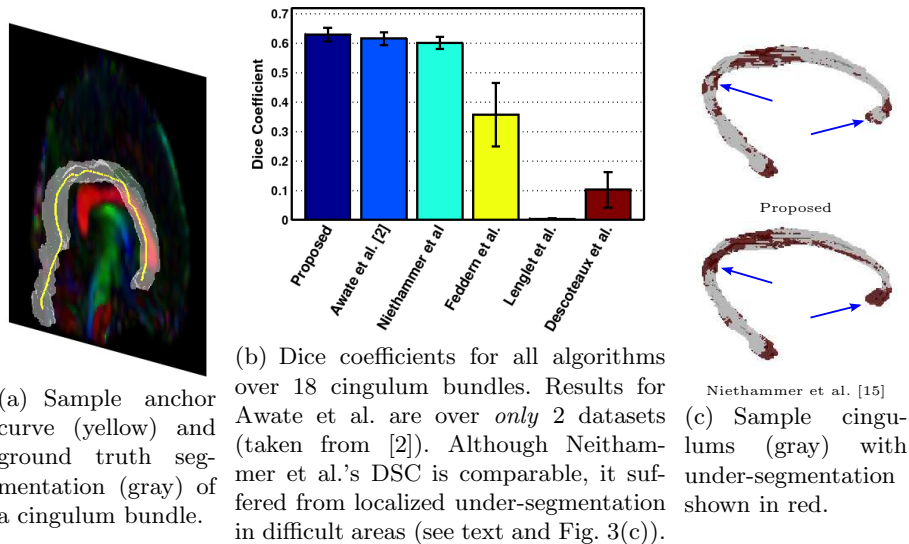 0.7
0.6
0.5
0.4
0.3
0.2
0.1
0
Dice Coefficient
Proposed
Awate et al. [2]
Niethammer et al
Feddern et al.
Lenglet et al.
Descoteaux et al.
Proposed
Niethammer et al. [15]
(a) Sample anchor
curve (yellow) and
ground truth seg-
mentation (gray) of
a cingulum bundle.
(b) Dice coefficients for all algorithms
over 18 cingulum bundles. Results for
Awate et al. are over only 2 datasets
(taken from [2]). Although Neitham-
mer et al.'s DSC is comparable, it suf-
fered from localized under-segmentation
in difficult areas (see text and Fig. 3(c)).
(c) Sample cingu-
lums (gray) with
under-segmentation
shown in red.